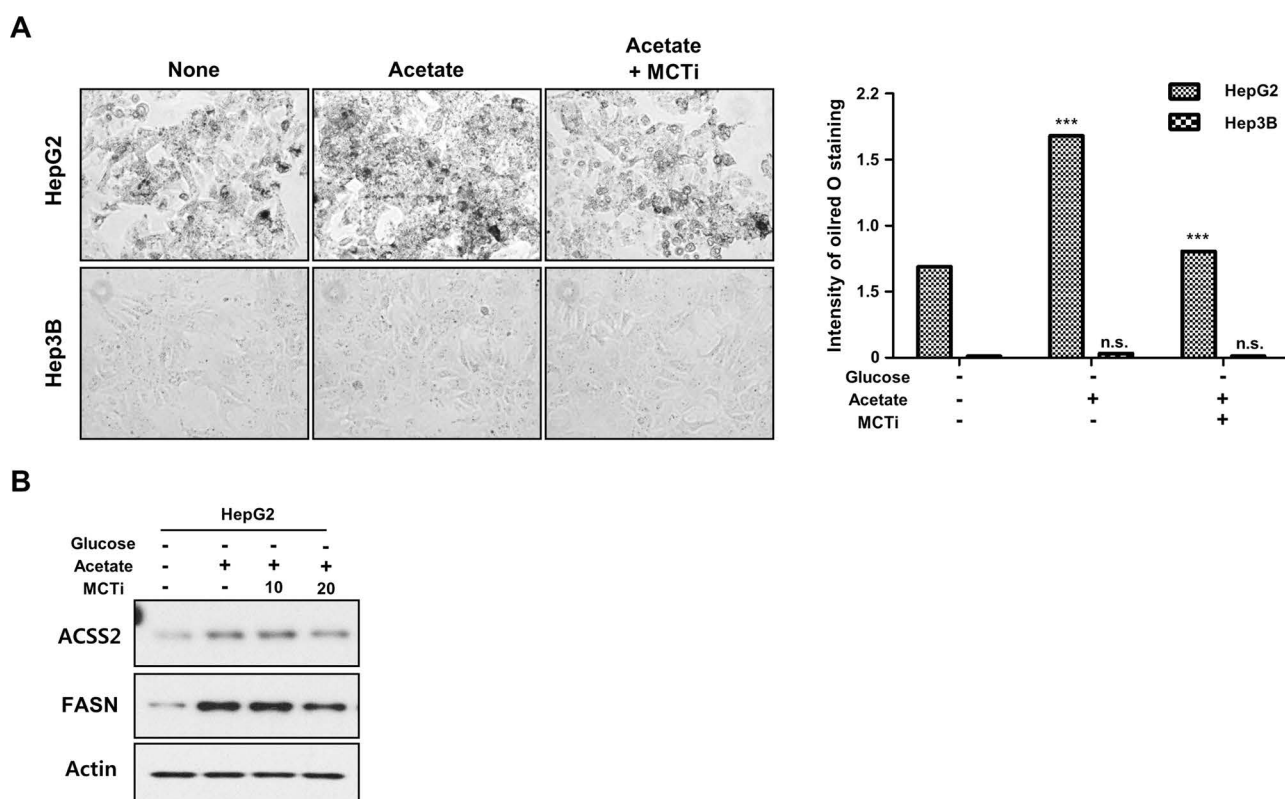 A
None
Acetate
Acetate
+ MCTi
HepG2
Hep3B
Intensity of oilred O staining
2.2
1.5
1.0
1.5
0
***
n.s.
***
n.s.
HepG2
Hep3B
Glucose - - -
Acetate - + +
MCTi - - +
B
HepG2
Glucose - - - -
Acetate - + + +
MCTi - - 10 20
ACSS2
FASN
Actin